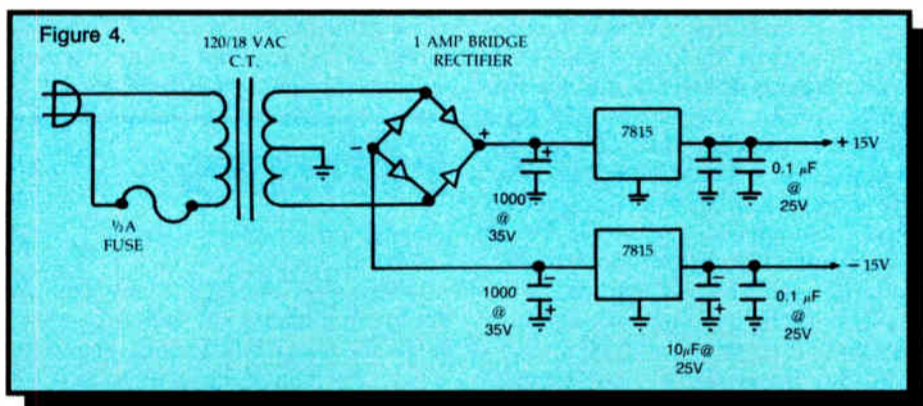 Figure 4.
120/18 VAC
C.T.
1 AMP BRIDGE
RECTIFIER
½A
FUSE
-
+
+
1000
@
35V
7815
0.1 µF
@
25V
+ 15V
1000
@
35V
-
+
7815
-
+
10µF@
25V
0.1 µF
@
25V
- 15V